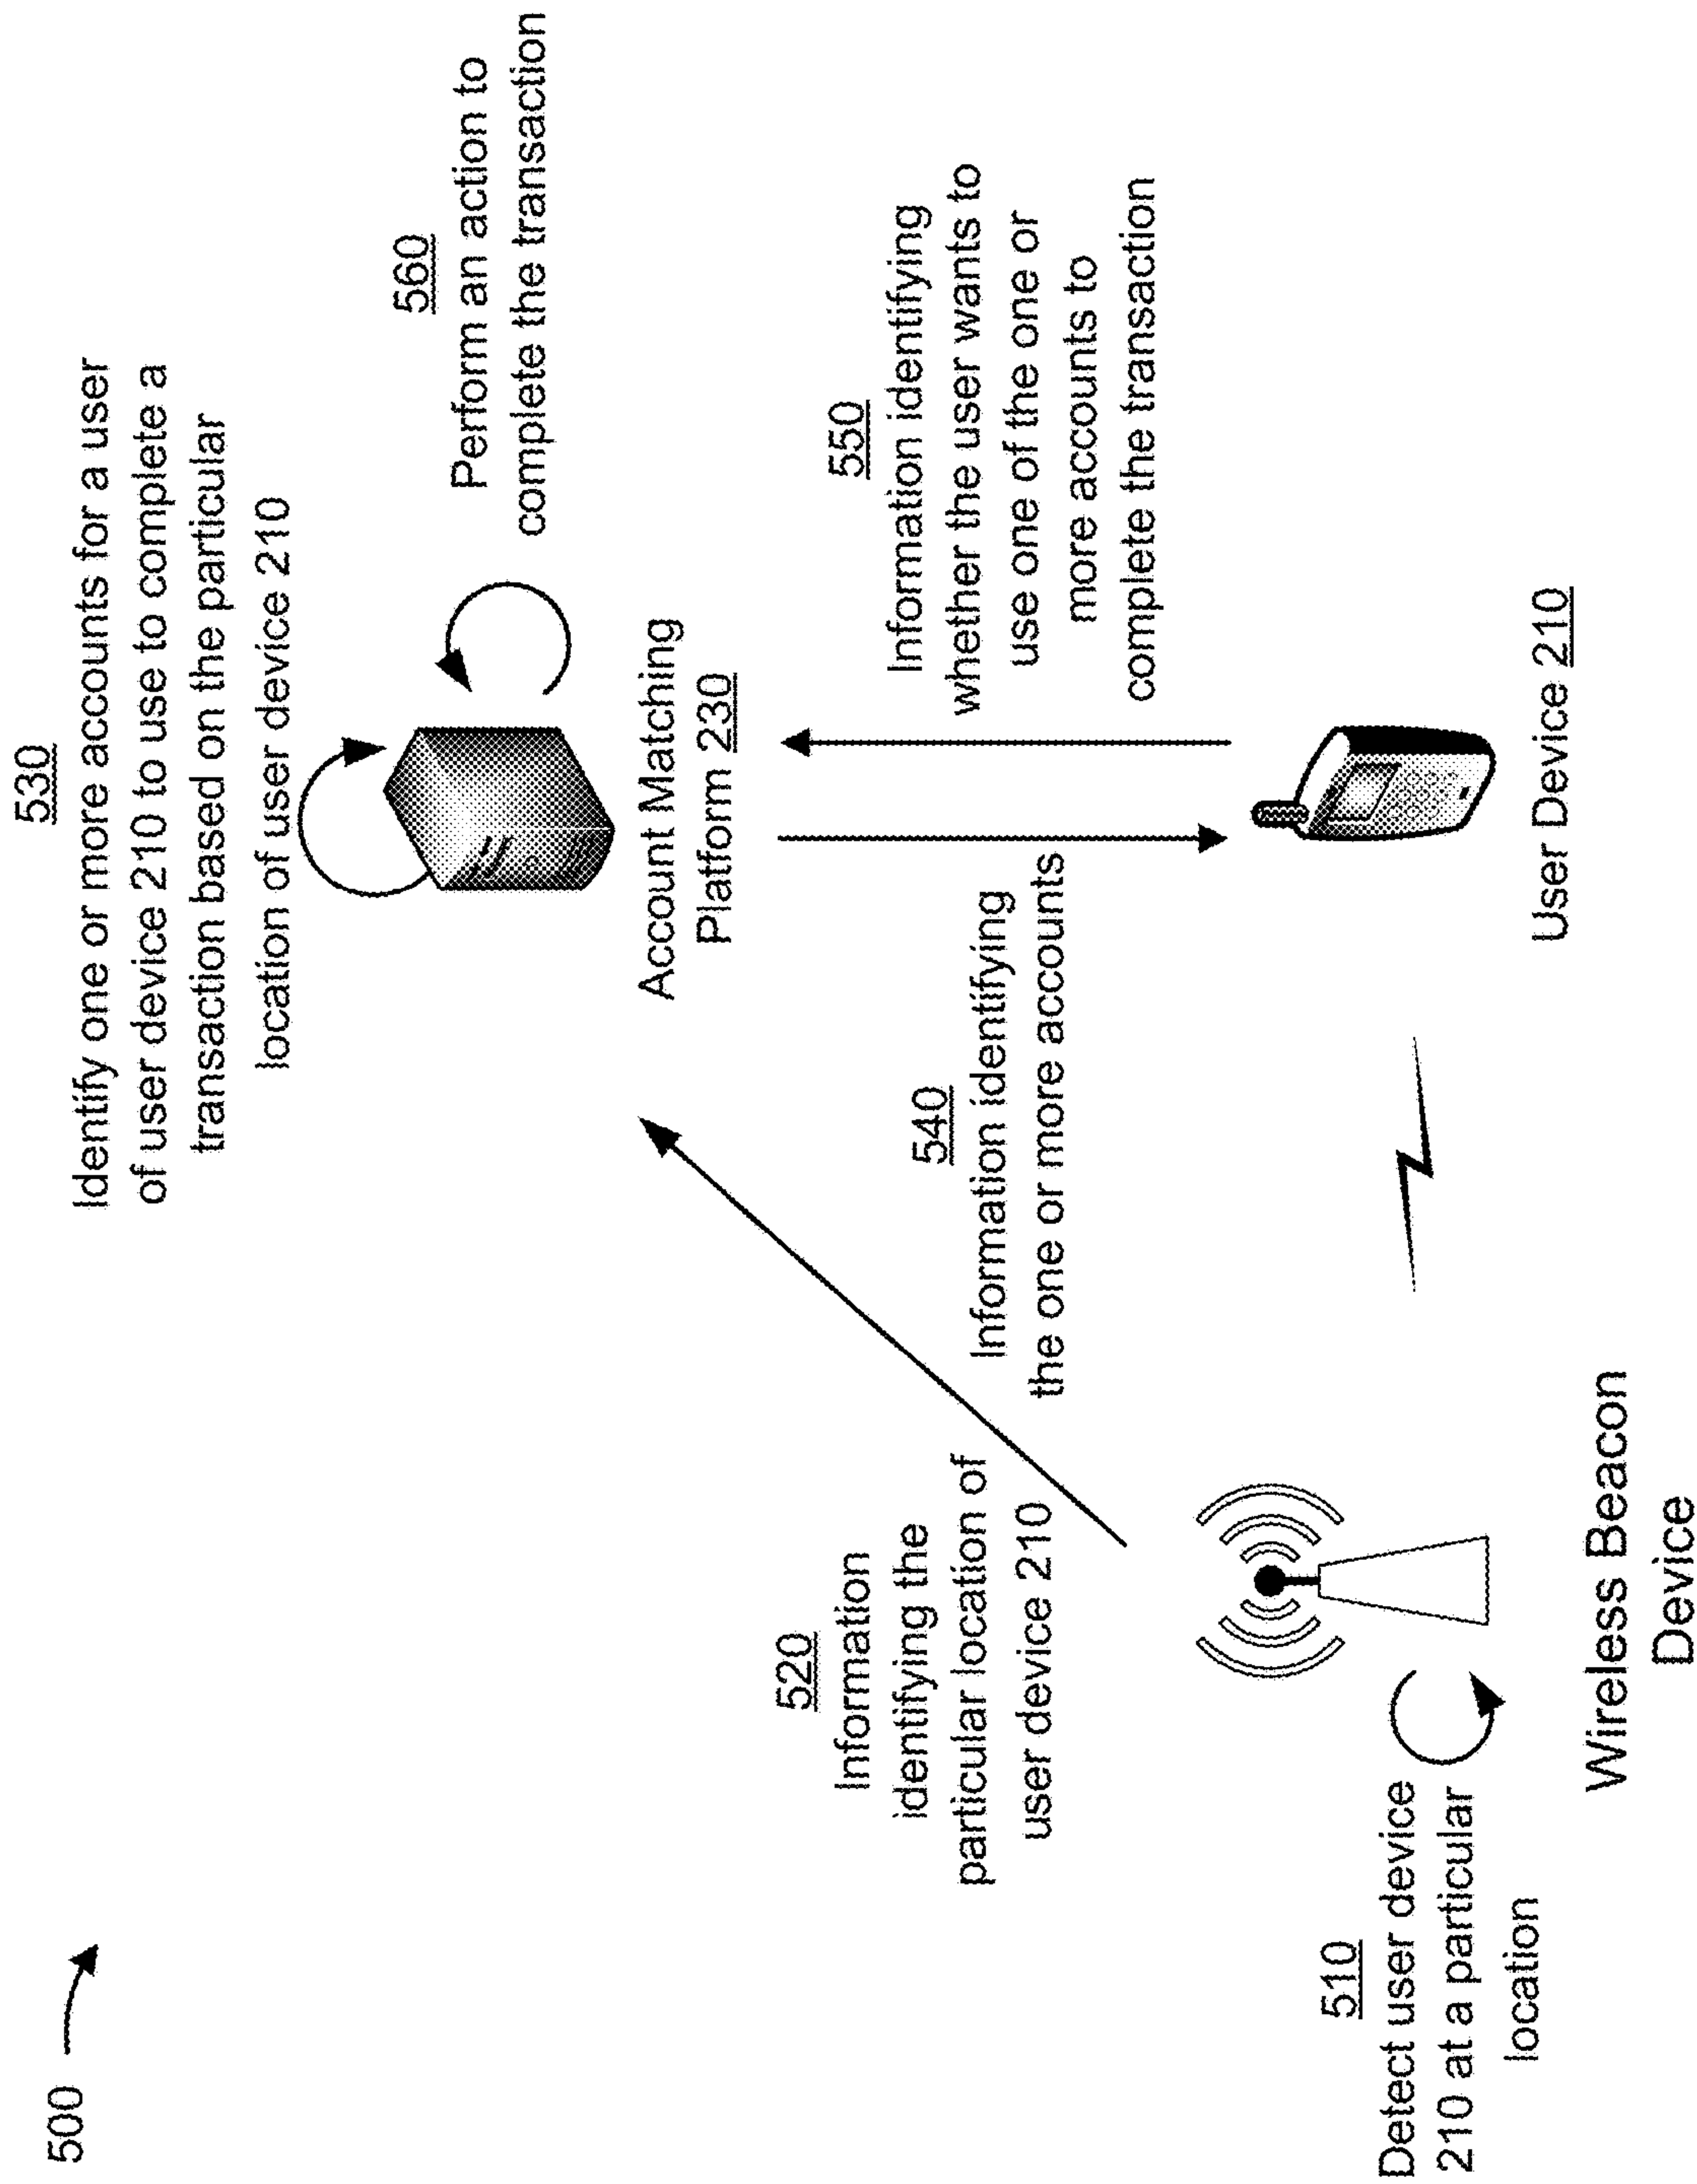 500
530
Identify one or more accounts for a user
of user device 210 to use to complete a
transaction based on the particular
location of user device 210
560
Perform an action to
complete the transaction
Account Matching
Platform 230
520
Information
identifying the
particular location of
user device 210
540
Information identifying
the one or more accounts
550
Information identifying
whether the user wants to
use one of the one or
more accounts to
complete the transaction
510
Detect user device
210 at a particular
location
Wireless Beacon
Device
User Device 210